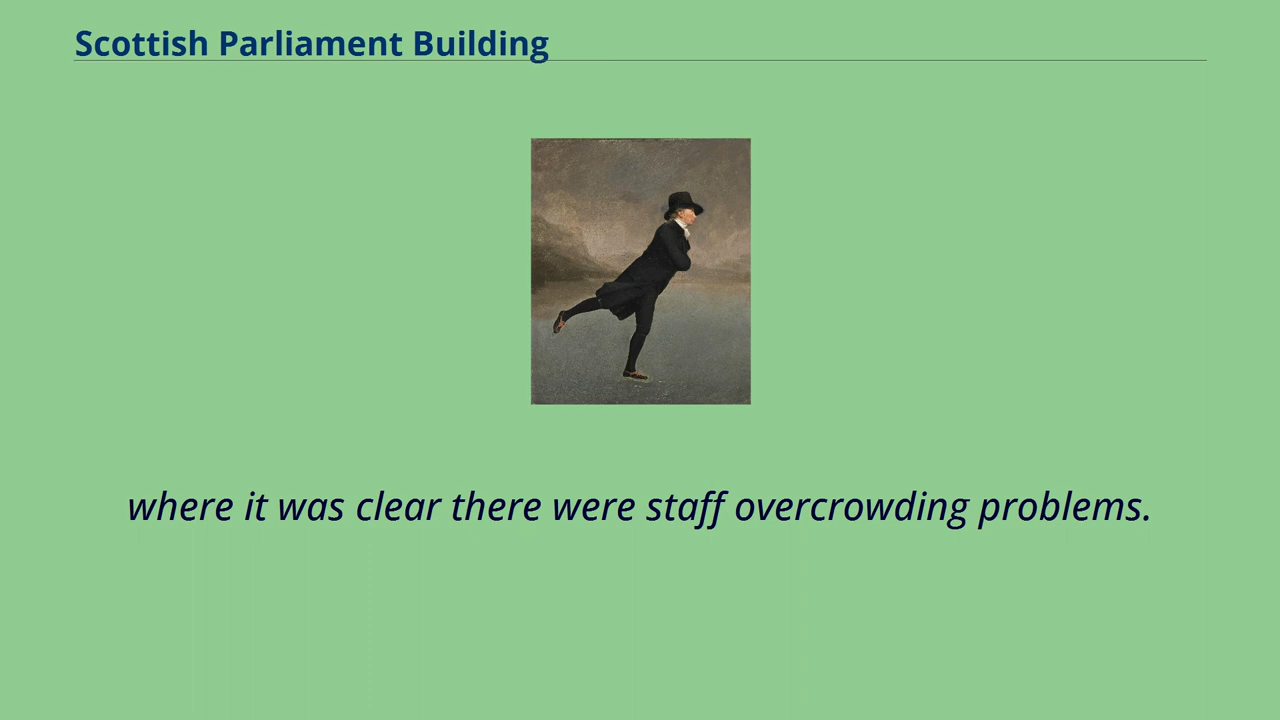 Scottish Parliament Building
where it was clear there were staff overcrowding problems.